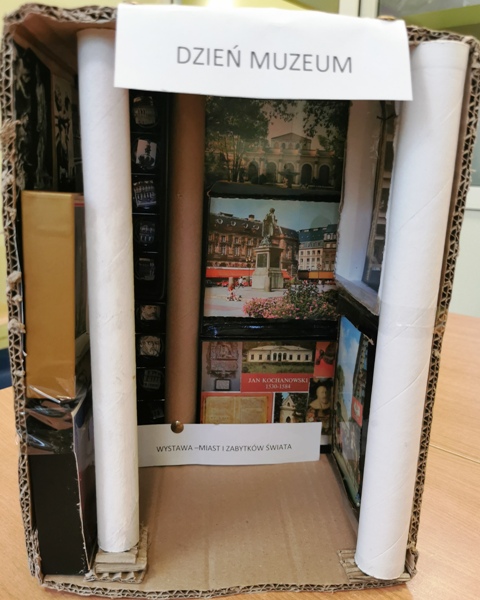 DZIEŃ MUZEUM
JAN KOCHANOWSKI
1530-1584
WYSTAWA –MIAST I ZABYTKÓW ŚWIATA